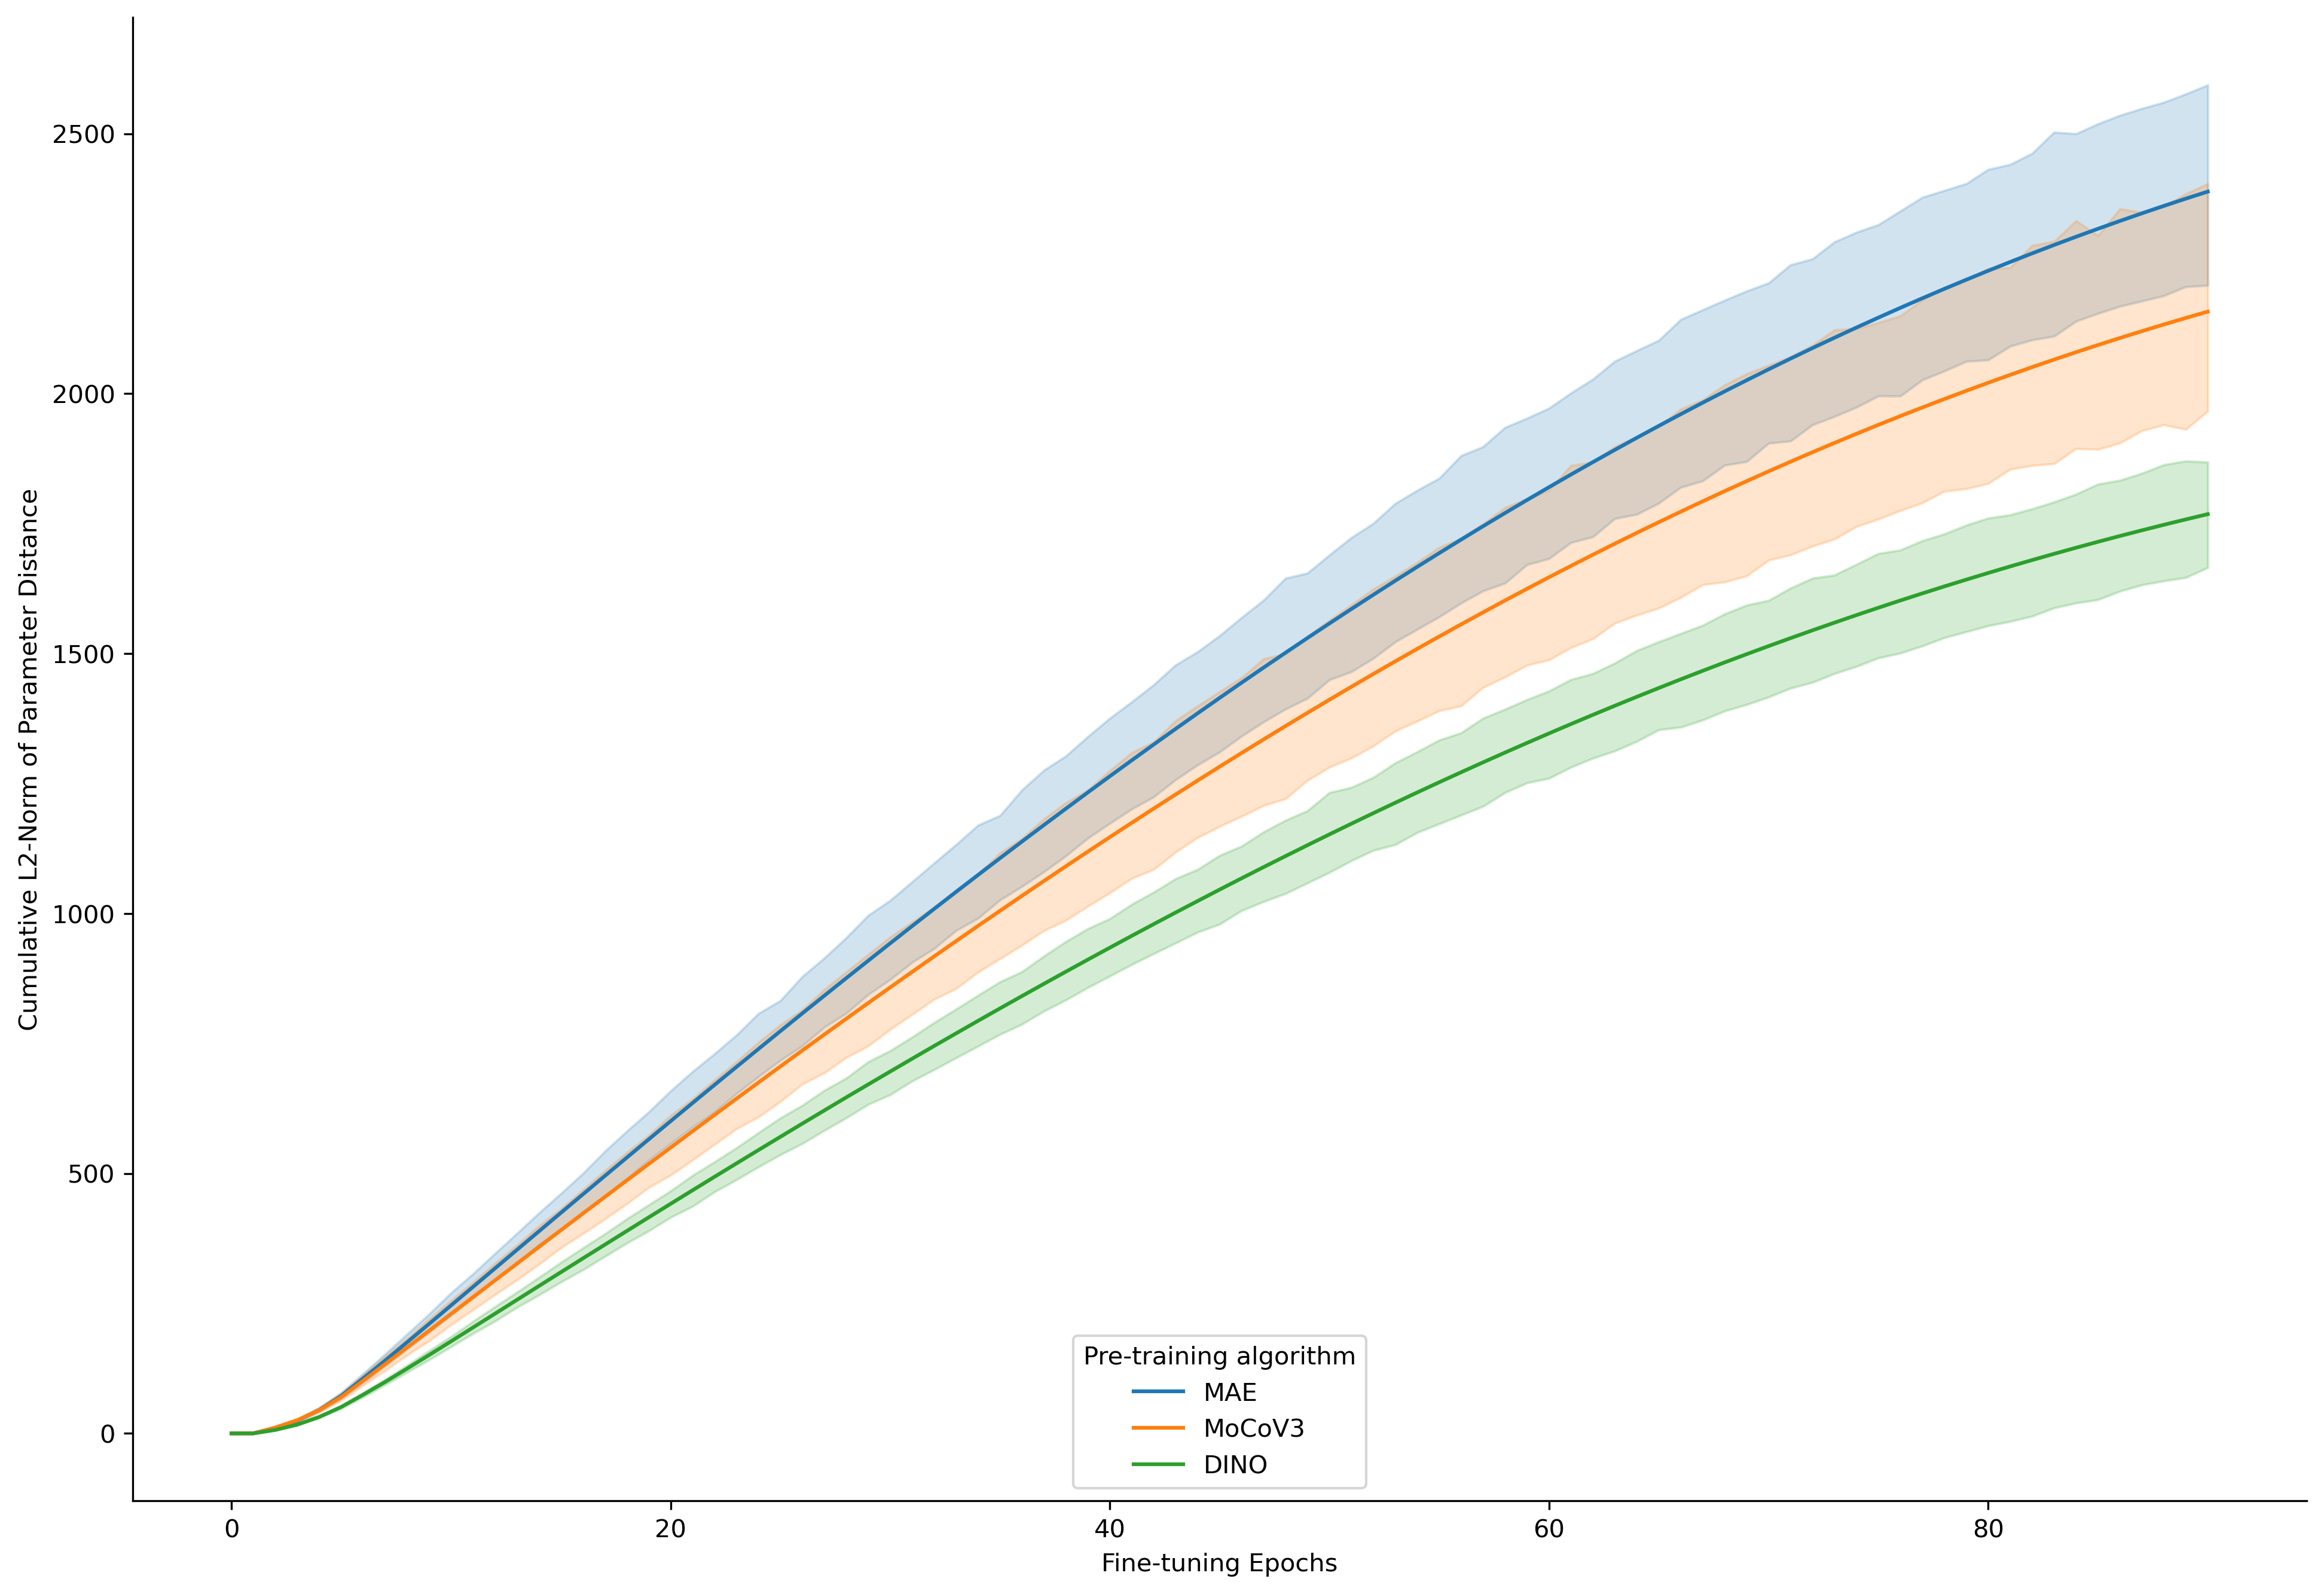 Cumulative L2-Norm of Parameter Distance
2500
2000
1500
1000
500
0
Pre-training algorithm
MAE
MoCoV3
DINO
0
20
40
60
80
Fine-tuning Epochs